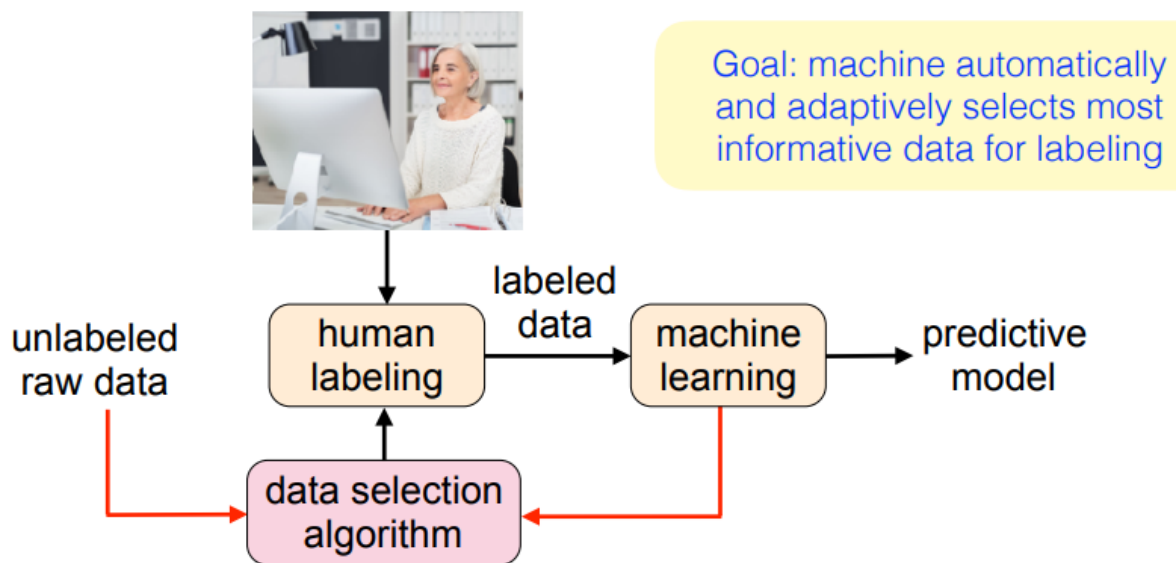 Goal: machine automatically
and adaptively selects most
informative data for labeling
unlabeled
raw data
human
labeling
labeled
data
machine
learning
predictive
model
data selection
algorithm